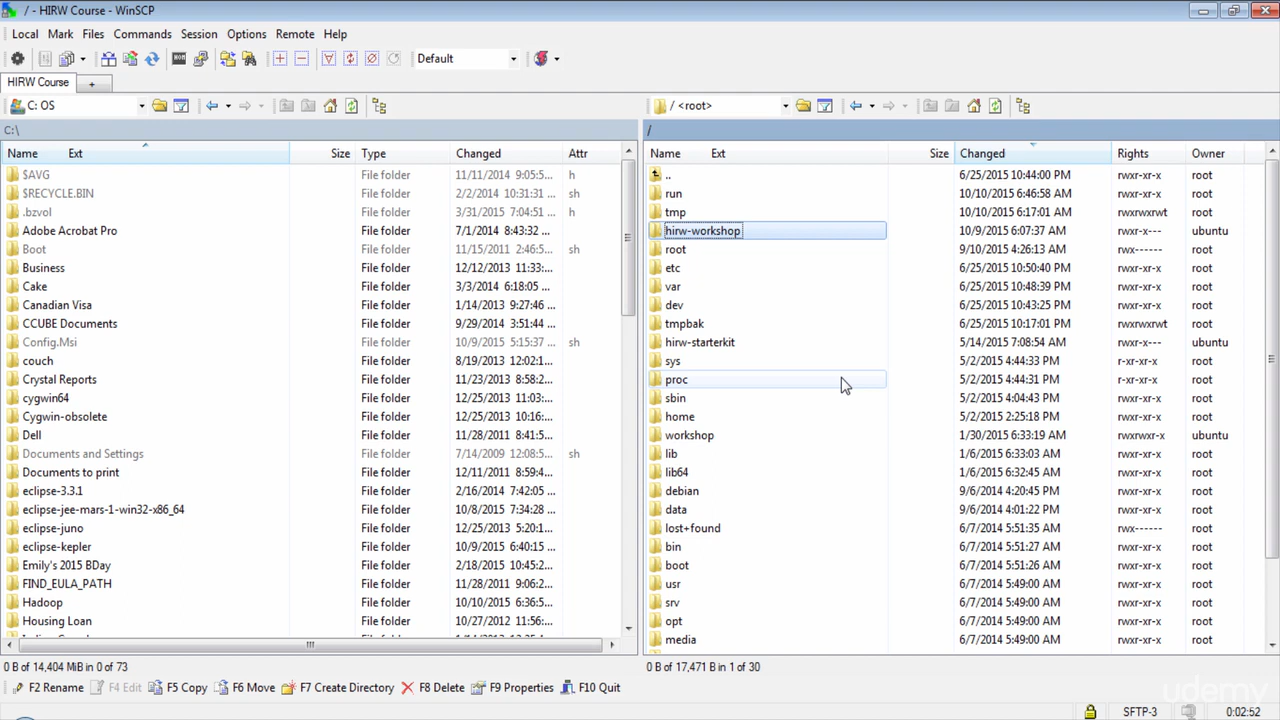 / - HIRW Course - WinSCP
Local Mark Files Commands Session Options Remote Help
Default
HIRW Course +
C: OS / <root>
C:\ /
Name Ext Size Type Changed Attr Name Ext Size Changed Rights Owner
$AVG File folder 11/11/2014 9:05:5... h .. 6/25/2015 10:44:00 PM rwxr-xr-x root
$RECYCLE.BIN File folder 2/2/2014 10:31:31 ... sh run 10/10/2015 6:46:58 AM rwxr-xr-x root
.bzvol File folder 3/31/2015 7:04:51 ... h tmp 10/10/2015 6:17:01 AM rwxrwxrwt root
Adobe Acrobat Pro File folder 7/1/2014 8:43:32 ... hirw-workshop 10/9/2015 6:07:37 AM rwxr-x--- ubuntu
Boot File folder 11/15/2011 2:46:5... sh root 9/10/2015 4:26:13 AM rwx------ root
Business File folder 12/12/2013 11:33:... etc 6/25/2015 10:50:40 PM rwxr-xr-x root
Cake File folder 3/3/2014 6:18:05 ... var 6/25/2015 10:48:39 PM rwxr-xr-x root
Canadian Visa File folder 1/14/2013 9:27:46 ... dev 6/25/2015 10:43:25 PM rwxr-xr-x root
CCUBE Documents File folder 9/29/2014 3:51:44 ... tmpbak 6/25/2015 10:17:01 PM rwxrwxrwt root
Config.Msi File folder 10/9/2015 5:15:37 ... sh hirw-starterkit 5/14/2015 7:08:54 AM rwxr-x--- ubuntu
couch File folder 8/19/2013 12:02:1... sys 5/2/2015 4:44:33 PM r-xr-xr-x root
Crystal Reports File folder 11/23/2013 8:58:2... proc 5/2/2015 4:44:31 PM r-xr-xr-x root
cygwin64 File folder 12/25/2013 11:03:... sbin 5/2/2015 4:04:43 PM rwxr-xr-x root
Cygwin-obsolete File folder 12/25/2013 10:16:... home 5/2/2015 2:25:18 PM rwxr-xr-x root
Dell File folder 11/28/2011 8:41:5... workshop 1/30/2015 6:33:19 AM rwxrwxr-x ubuntu
Documents and Settings File folder 7/14/2009 12:08:5... sh lib 1/6/2015 6:33:03 AM rwxr-xr-x root
Documents to print File folder 12/11/2011 8:59:4... lib64 1/6/2015 6:32:45 AM rwxr-xr-x root
eclipse-3.3.1 File folder 2/16/2014 7:42:05 ... debian 9/6/2014 4:20:45 PM rwxr-xr-x root
eclipse-jee-mars-1-win32-x86_64 File folder 10/8/2015 7:34:28 ... data 9/6/2014 4:01:22 PM rwxr-xr-x root
eclipse-juno File folder 12/25/2013 5:20:1... lost+found 6/7/2014 5:51:35 AM rwx------ root
eclipse-kepler File folder 10/9/2015 6:40:15 ... bin 6/7/2014 5:51:27 AM rwxr-xr-x root
Emily's 2015 BDay File folder 2/18/2015 10:45:2... boot 6/7/2014 5:51:26 AM rwxr-xr-x root
FIND_EULA_PATH File folder 11/28/2011 9:06:2... usr 6/7/2014 5:49:00 AM rwxr-xr-x root
Hadoop File folder 10/10/2015 6:36:5... srv 6/7/2014 5:49:00 AM rwxr-xr-x root
Housing Loan File folder 10/27/2012 11:56:... opt 6/7/2014 5:49:00 AM rwxr-xr-x root
media 6/7/2014 5:49:00 AM rwxr-xr-x root
0 B of 14,404 MiB in 0 of 73 0 B of 17,471 B in 1 of 30
F2 Rename F4 Edit F5 Copy F6 Move F7 Create Directory F8 Delete F9 Properties F10 Quit
udemy
SFTP-3 0:02:52